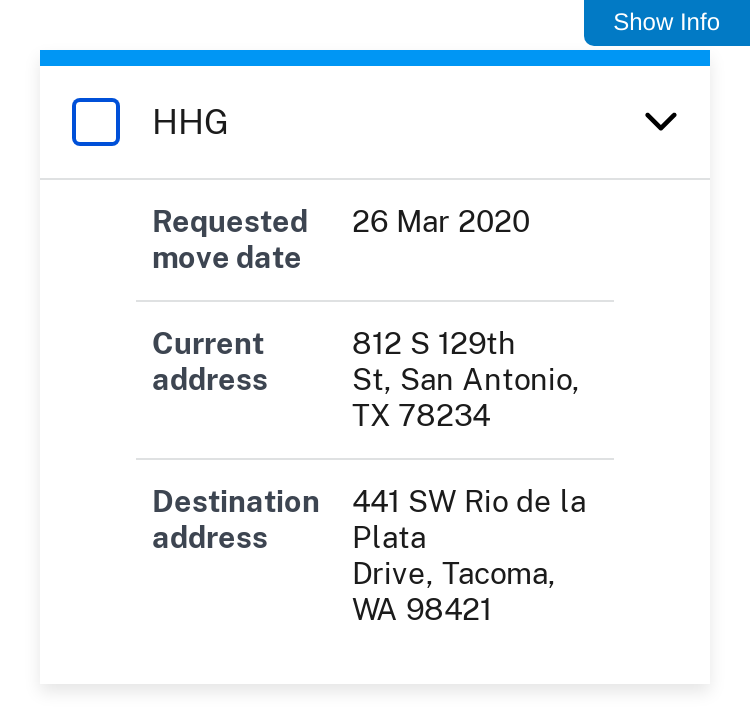 Show Info
HHG
Requested
move date
26 Mar 2020
Current
address
812 S 129th
St, San Antonio,
TX 78234
Destination
address
441 SW Rio de la
Plata
Drive, Tacoma,
WA 98421